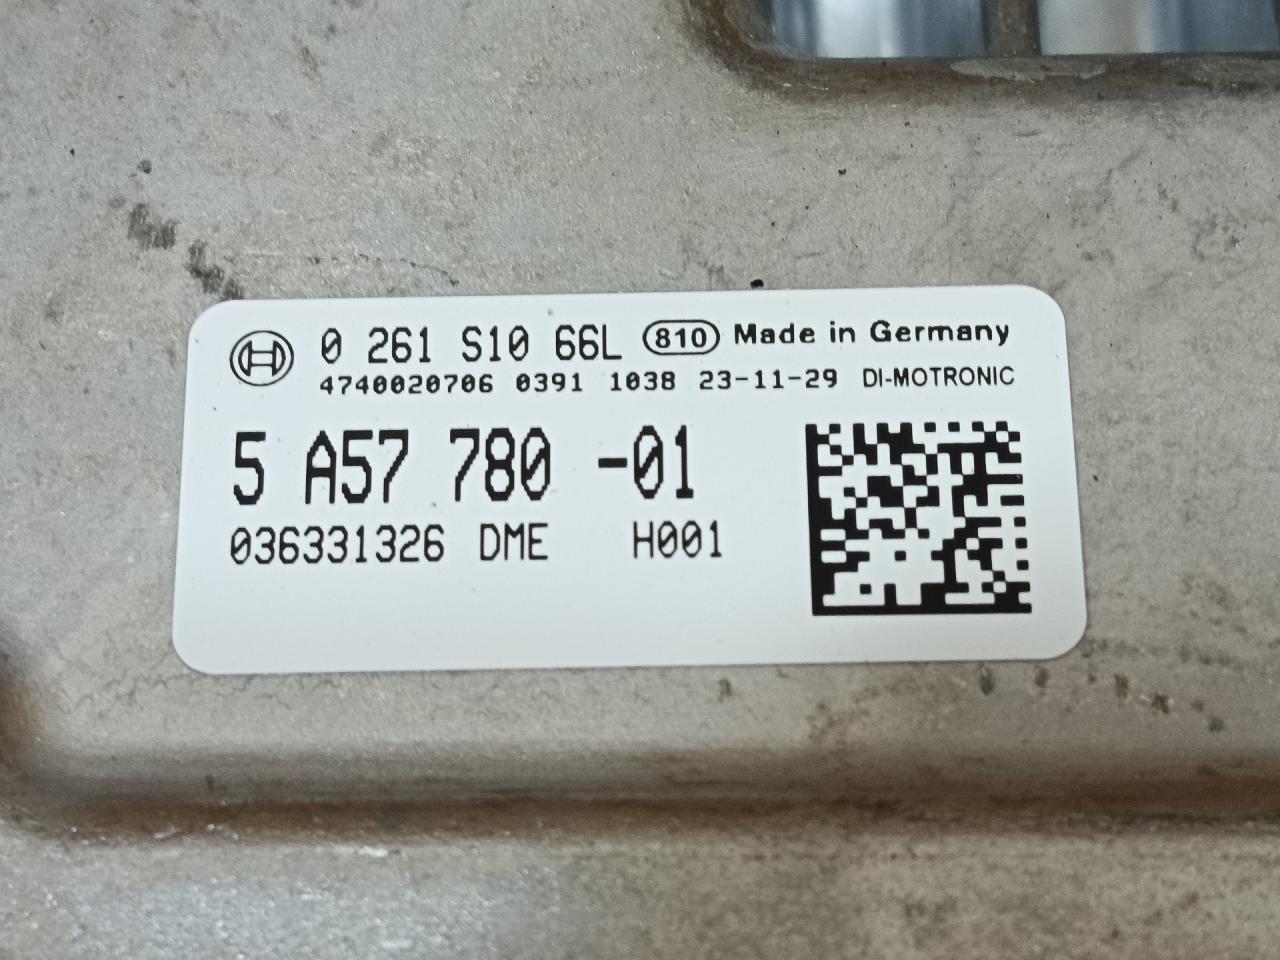 0 261 S10 66L 810 Made in Germany
4740020706 0391 1038 23-11-29 DI-MOTRONIC
5 A57 780 -01
036331326 DME H001